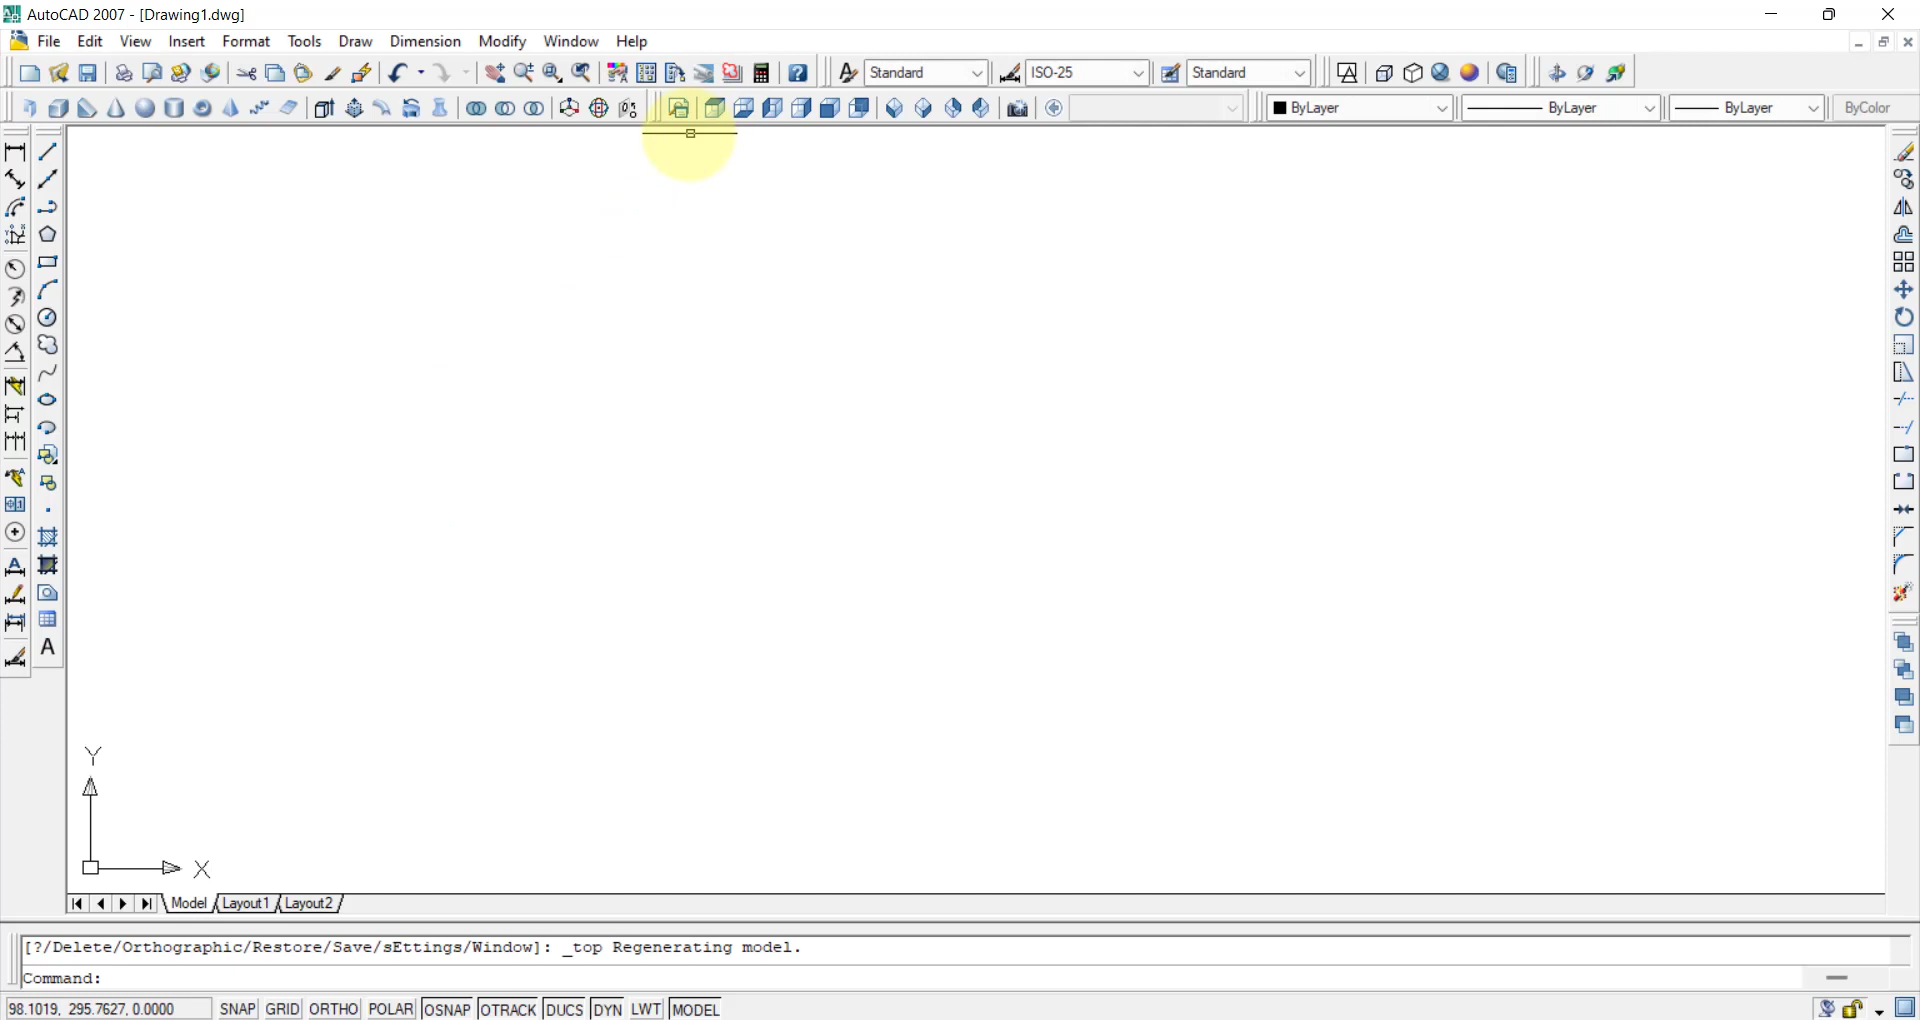 AutoCAD 2007 - [Drawing1.dwg]
File Edit View Insert Format Tools Draw Dimension Modify Window Help
Standard ISO-25 Standard
ByLayer ByLayer ByLayer ByColor
A
Y
X
Model Layout1 Layout2
[?/Delete/Orthographic/Restore/Save/sEttings/Window]: _top Regenerating model.
Command:
98.1019, 295.7627, 0.0000 SNAP GRID ORTHO POLAR OSNAP OTRACK DUCS DYN LWT MODEL